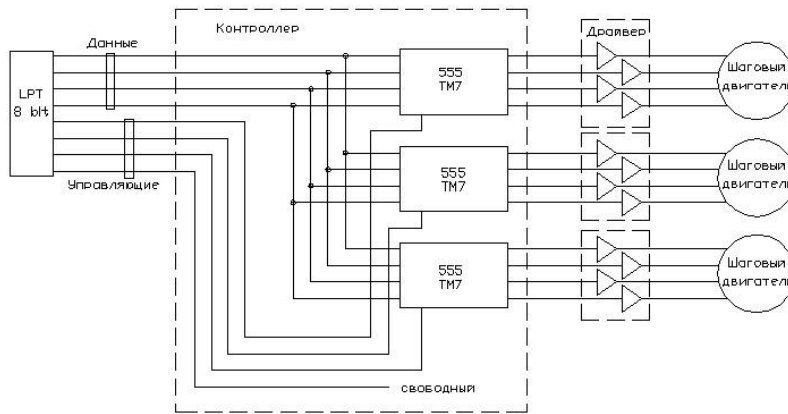 Данные
Контроллер
Драйвер
LPT
8 bit
555
ТМ7
Шаговый
двигатель
Управляющие
555
ТМ7
Шаговый
двигатель
555
ТМ7
Шаговый
двигатель
свободный